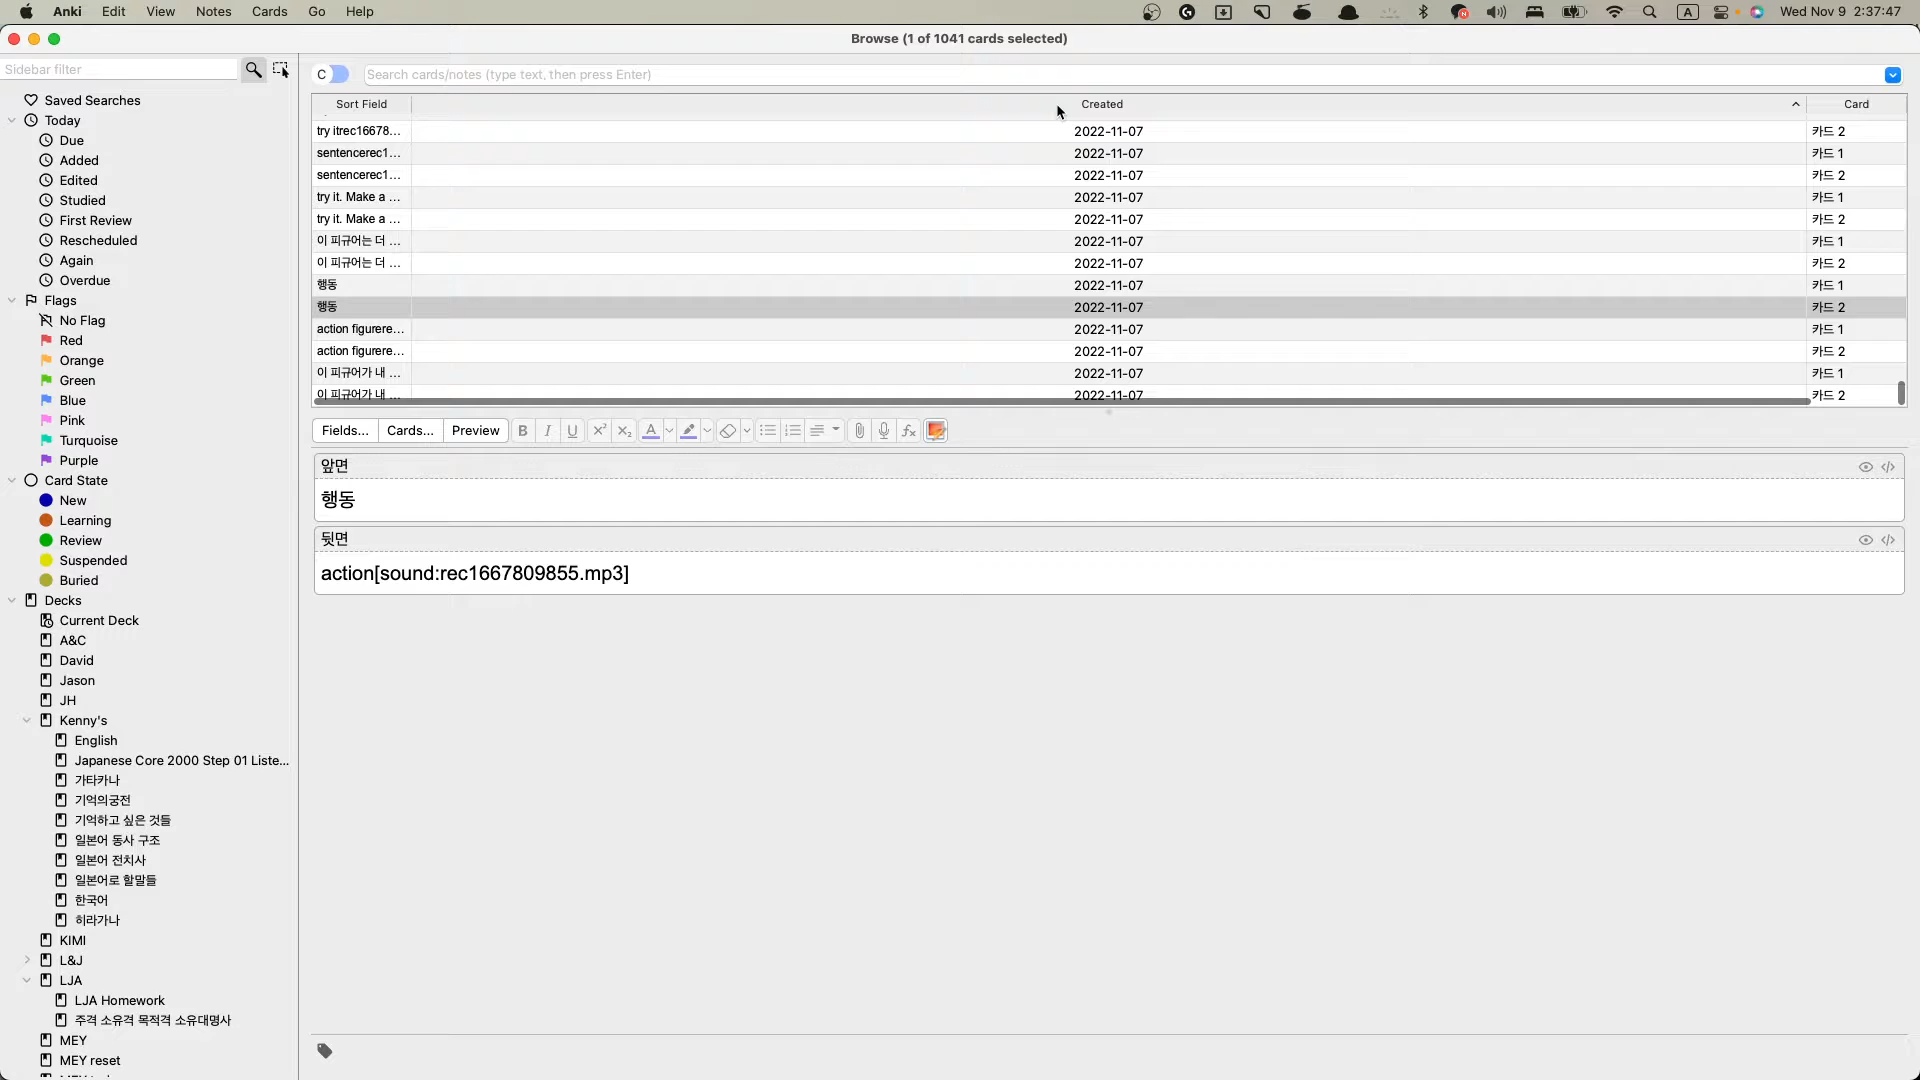 Anki Edit View Notes Cards Go Help A Wed Nov 9 2:37:47
Browse (1 of 1041 cards selected)
Sidebar filter
C Search cards/notes (type text, then press Enter)
Saved Searches
Today
Due
Added
Edited
Studied
First Review
Rescheduled
Again
Overdue
Flags
No Flag
Red
Orange
Green
Blue
Pink
Turquoise
Purple
Card State
New
Learning
Review
Suspended
Buried
Decks
Current Deck
A&C
David
Jason
JH
Kenny's
English
Japanese Core 2000 Step 01 Liste...
가타카나
기억의궁전
기억하고 싶은 것들
일본어 동사 구조
일본어 전치사
일본어로 할말들
한국어
히라가나
KIMI
L&J
LJA
LJA Homework
주격 소유격 목적격 소유대명사
MEY
MEY reset
Sort Field Created Card
try itrec16678... 2022-11-07 카드 2
sentencerec1... 2022-11-07 카드 1
sentencerec1... 2022-11-07 카드 2
try it. Make a ... 2022-11-07 카드 1
try it. Make a ... 2022-11-07 카드 2
이 피규어는 더 ... 2022-11-07 카드 1
이 피규어는 더 ... 2022-11-07 카드 2
행동 2022-11-07 카드 1
행동 2022-11-07 카드 2
action figurere... 2022-11-07 카드 1
action figurere... 2022-11-07 카드 2
이 피규어가 내 ... 2022-11-07 카드 1
이 피규어가 내 ... 2022-11-07 카드 2
Fields... Cards... Preview B I U
앞면
행동
뒷면
action[sound:rec1667809855.mp3]